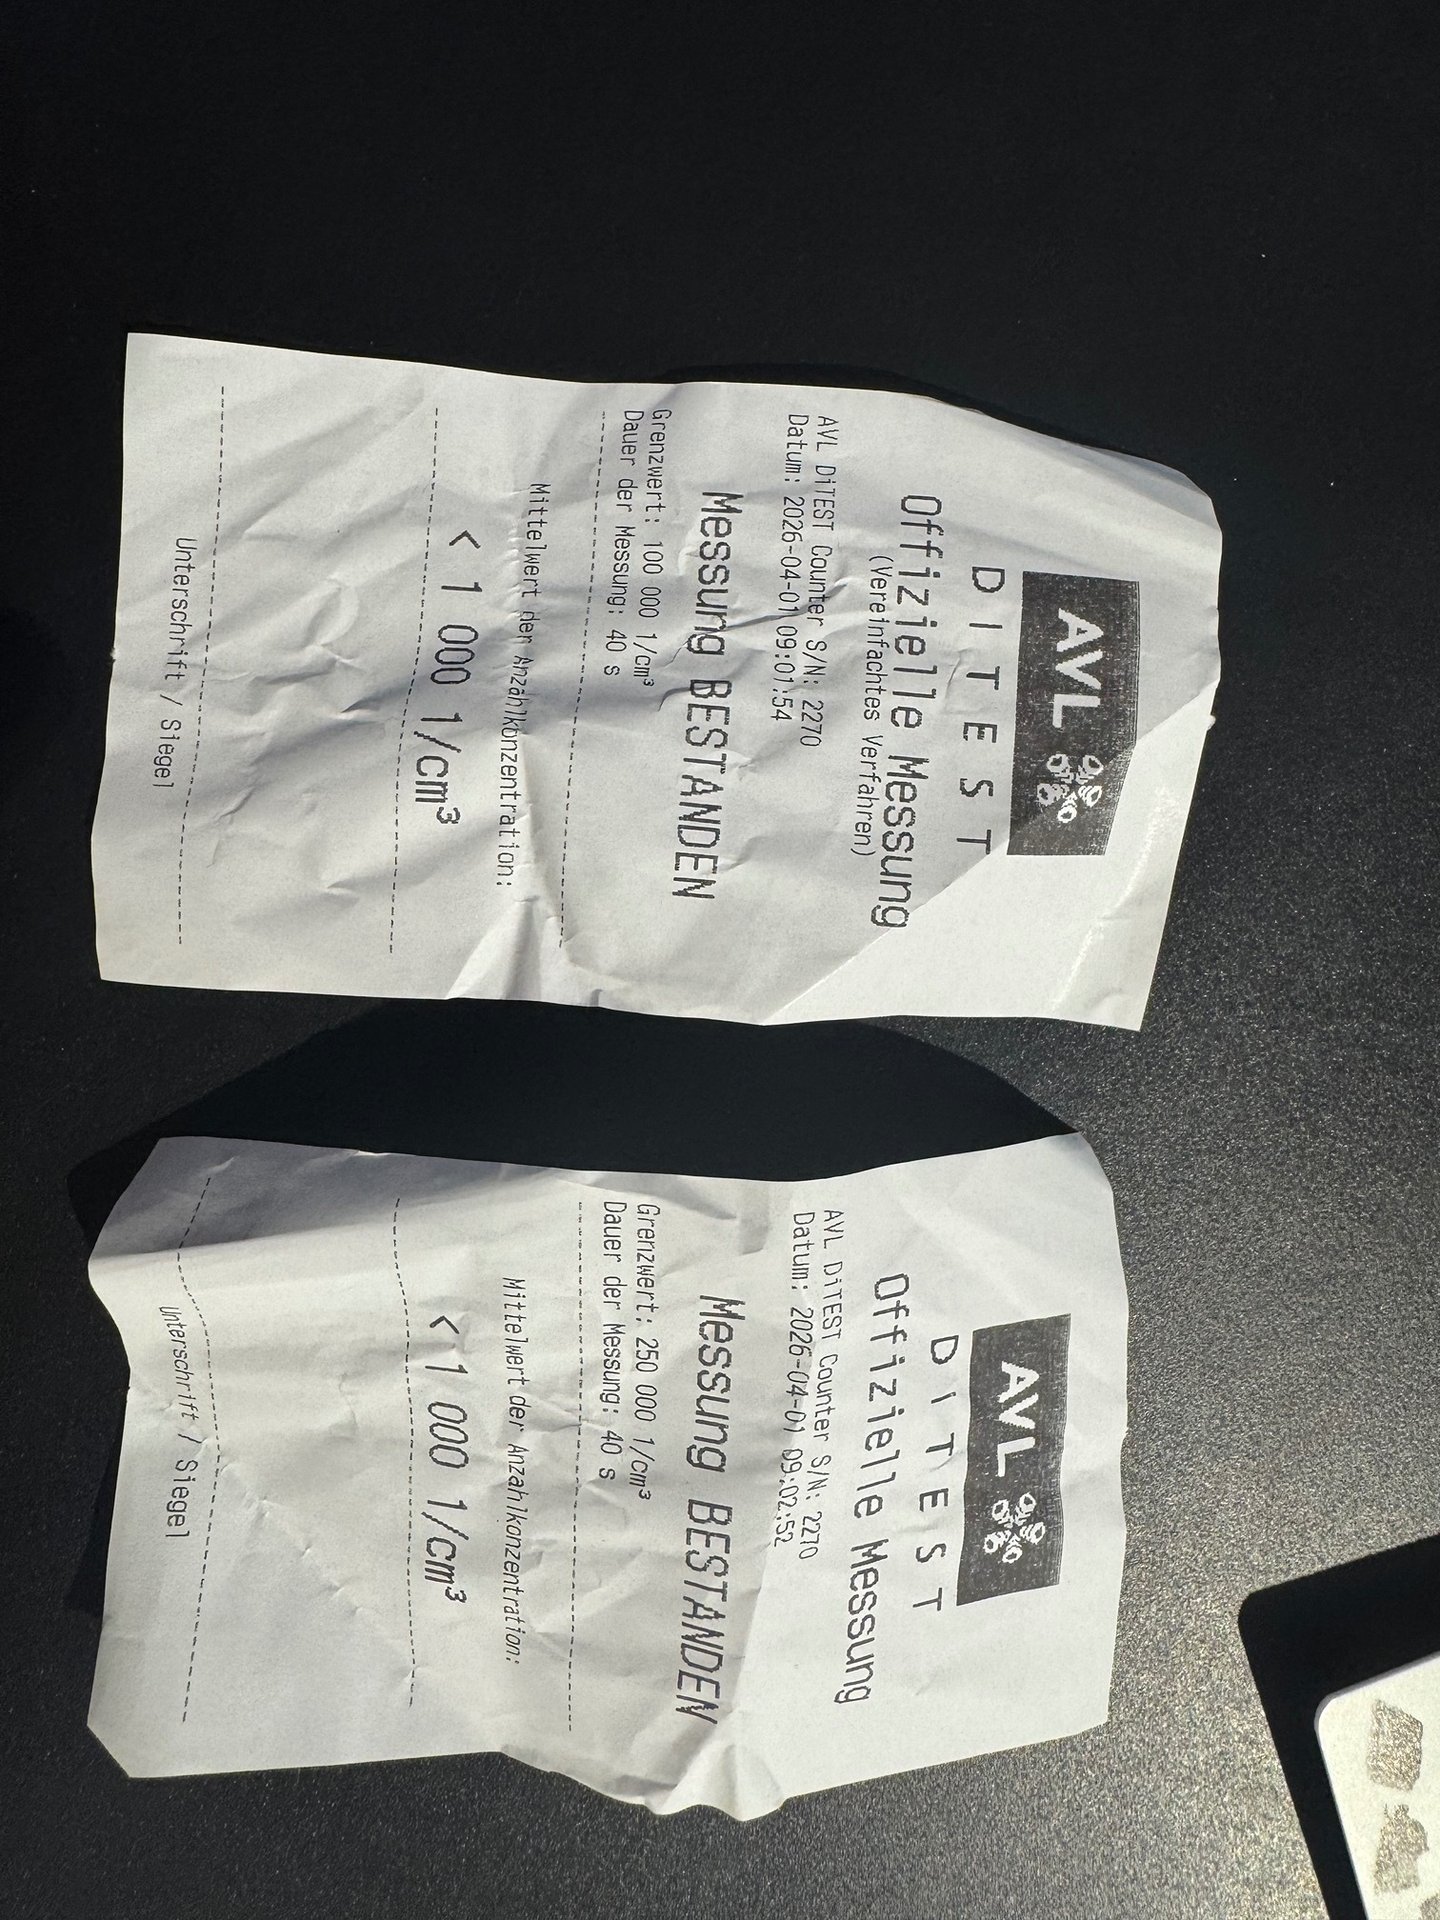 AVL
DITEST
Offizielle Messung
(Vereinfachtes Verfahren)
AVL DiTEST Counter S/N: 2270
Datum: 2026-04-01 09:01:54
Messung BESTANDEN
Grenzwert: 100 000 1/cm³
Dauer der Messung: 40 s
Mittelwert der Anzahlkonzentration:
< 1 000 1/cm³
Unterschrift / Siegel
AVL
DITEST
Offizielle Messung
AVL DiTEST Counter S/N: 2270
Datum: 2026-04-01 09:02:52
Messung BESTANDEN
Grenzwert: 250 000 1/cm³
Dauer der Messung: 40 s
Mittelwert der Anzahlkonzentration:
< 1 000 1/cm³
Unterschrift / Siegel